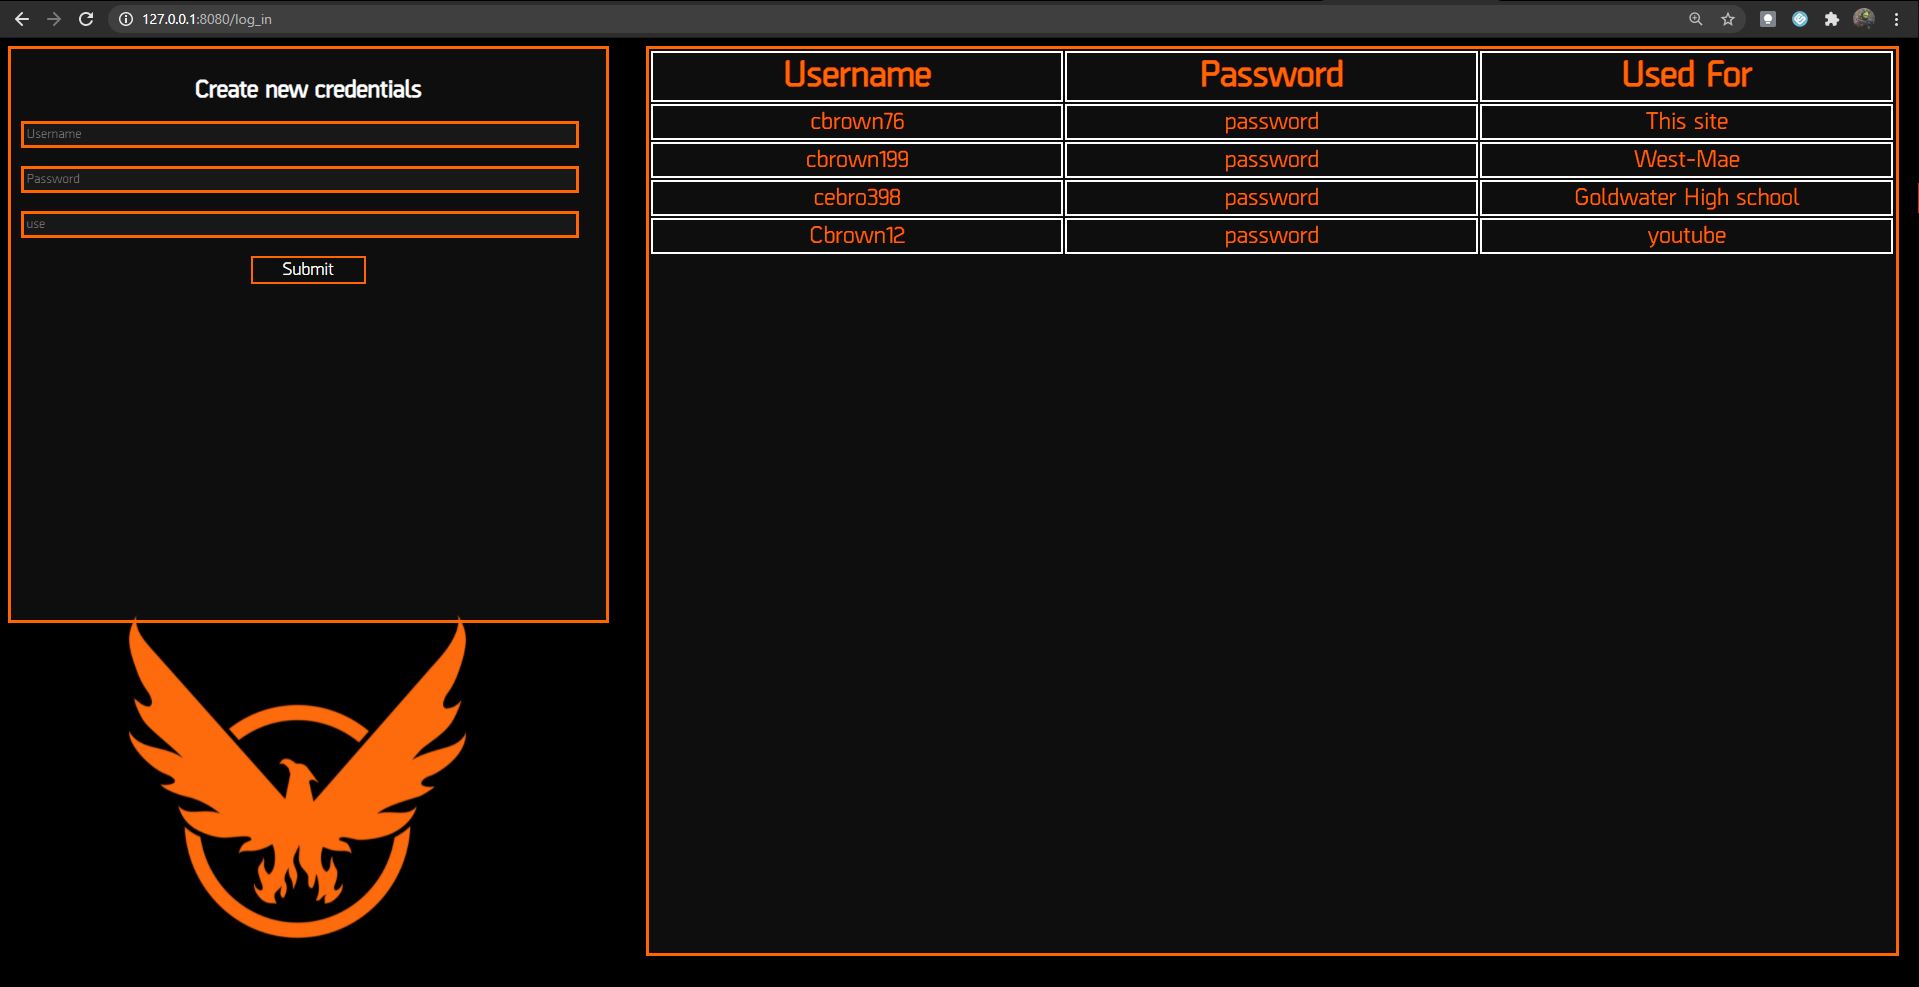 127.0.0.1:8080/log_in
Create new credentials
Username
Password
use
Submit
Username Password Used For
cbrown76 password This site
cbrown199 password West-Mae
cebro398 password Goldwater High school
Cbrown12 password youtube